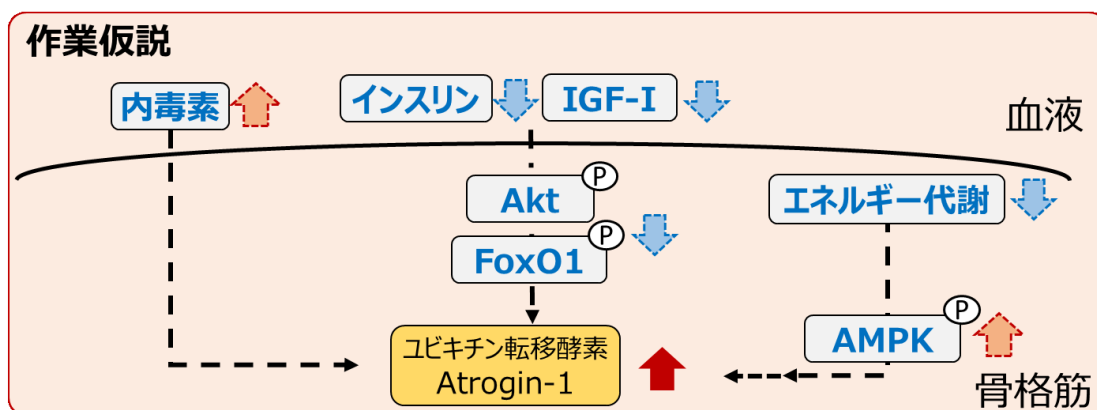 作業仮説
内毒素
インスリン
IGF-I
血液
P
Akt
エネルギー代謝
P
FoxO1
P
ユビキチン転移酵素
Atrogin-1
AMPK
骨格筋